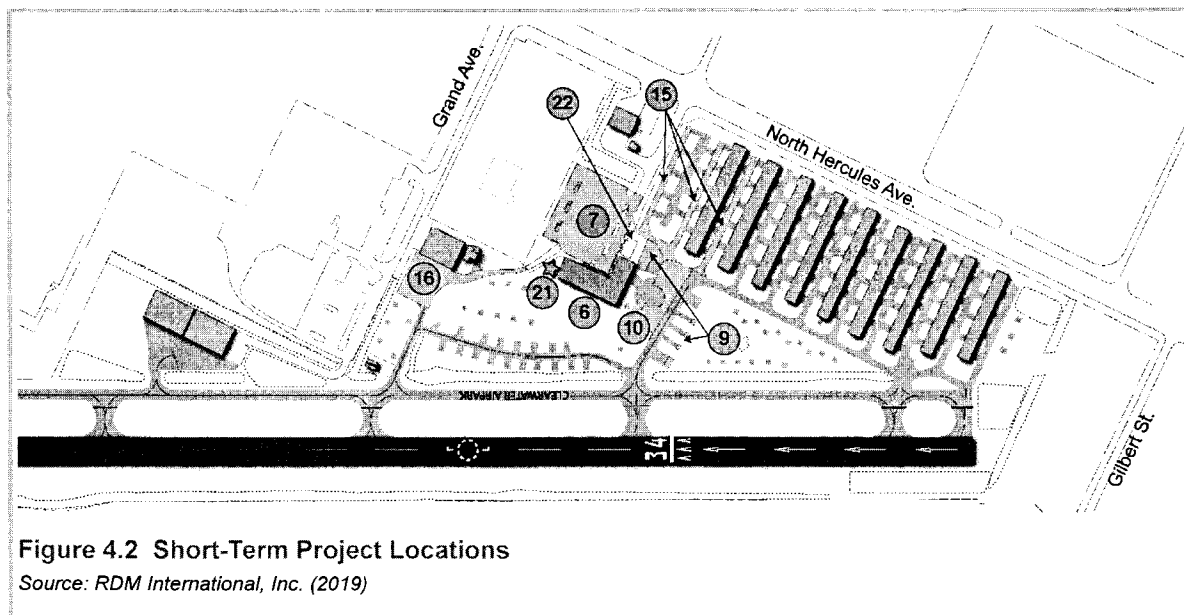 Grand Ave.
22
15
North Hercules Ave.
7
16
21
6
10
9
CLEARWATER AIRPARK
34
Gilbert St.
Figure 4.2 Short-Term Project Locations
Source: RDM International, Inc. (2019)